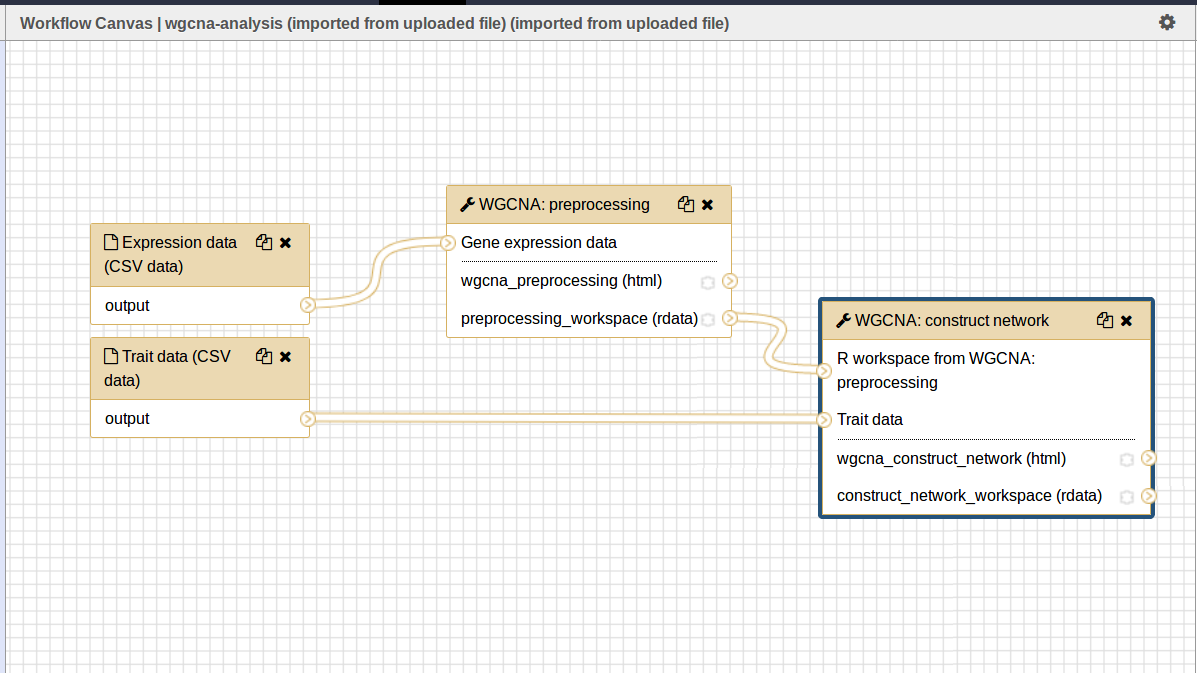 Workflow Canvas | wgcna-analysis (imported from uploaded file) (imported from uploaded file)
Expression data
(CSV data)
output
Trait data (CSV
data)
output
WGCNA: preprocessing
Gene expression data
wgcna_preprocessing (html)
preprocessing_workspace (rdata)
WGCNA: construct network
R workspace from WGCNA:
preprocessing
Trait data
wgcna_construct_network (html)
construct_network_workspace (rdata)